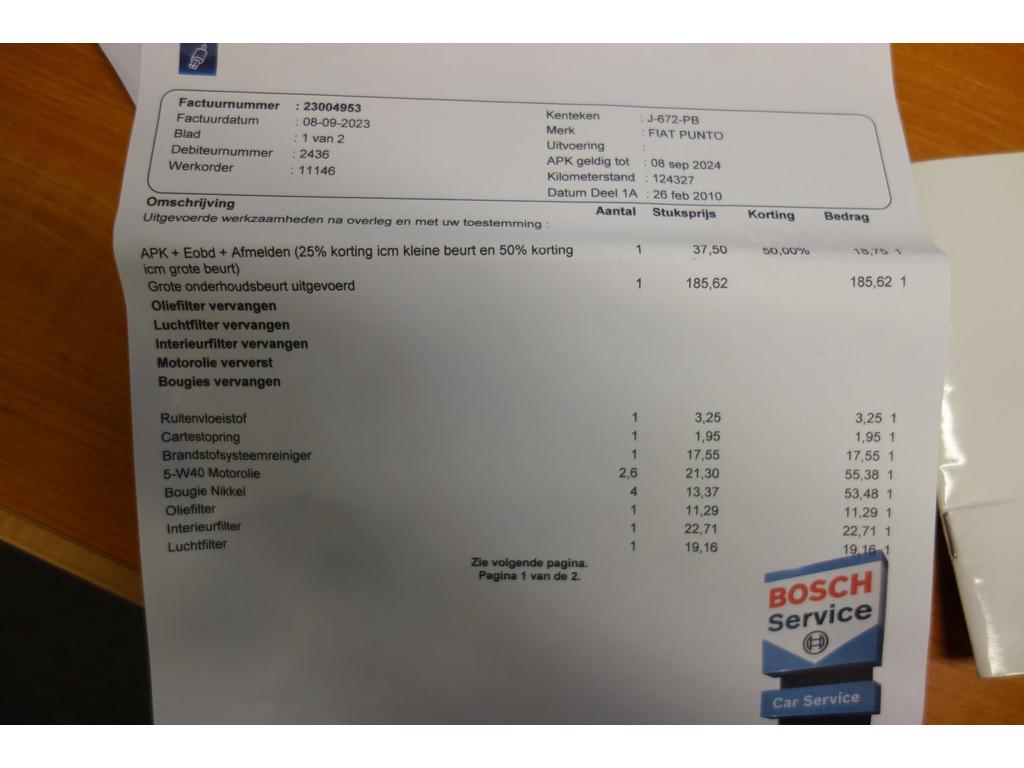 Factuurnummer : 23004953
Factuurdatum : 08-09-2023
Blad : 1 van 2
Debiteurnummer : 2436
Werkorder : 11146
Kenteken : J-672-PB
Merk : FIAT PUNTO
Uitvoering :
APK geldig tot : 08 sep 2024
Kilometerstand : 124327
Datum Deel 1A : 26 feb 2010
Omschrijving Aantal Stuksprijs Korting Bedrag
Uitgevoerde werkzaamheden na overleg en met uw toestemming :
APK + Eobd + Afmelden (25% korting icm kleine beurt en 50% korting 1 37,50 50,00% 18,75 1
icm grote beurt)
Grote onderhoudsbeurt uitgevoerd 1 185,62 185,62 1
Oliefilter vervangen
Luchtfilter vervangen
Interieurfilter vervangen
Motorolie ververst
Bougies vervangen
Ruitenvloeistof 1 3,25 3,25 1
Cartestopring 1 1,95 1,95 1
Brandstofsysteemreiniger 1 17,55 17,55 1
5-W40 Motorolie 2,6 21,30 55,38 1
Bougie Nikkel 4 13,37 53,48 1
Oliefilter 1 11,29 11,29 1
Interieurfilter 1 22,71 22,71 1
Luchtfilter 1 19,16 19,16 1
Zie volgende pagina.
Pagina 1 van de 2.
BOSCH
Service
Car Service